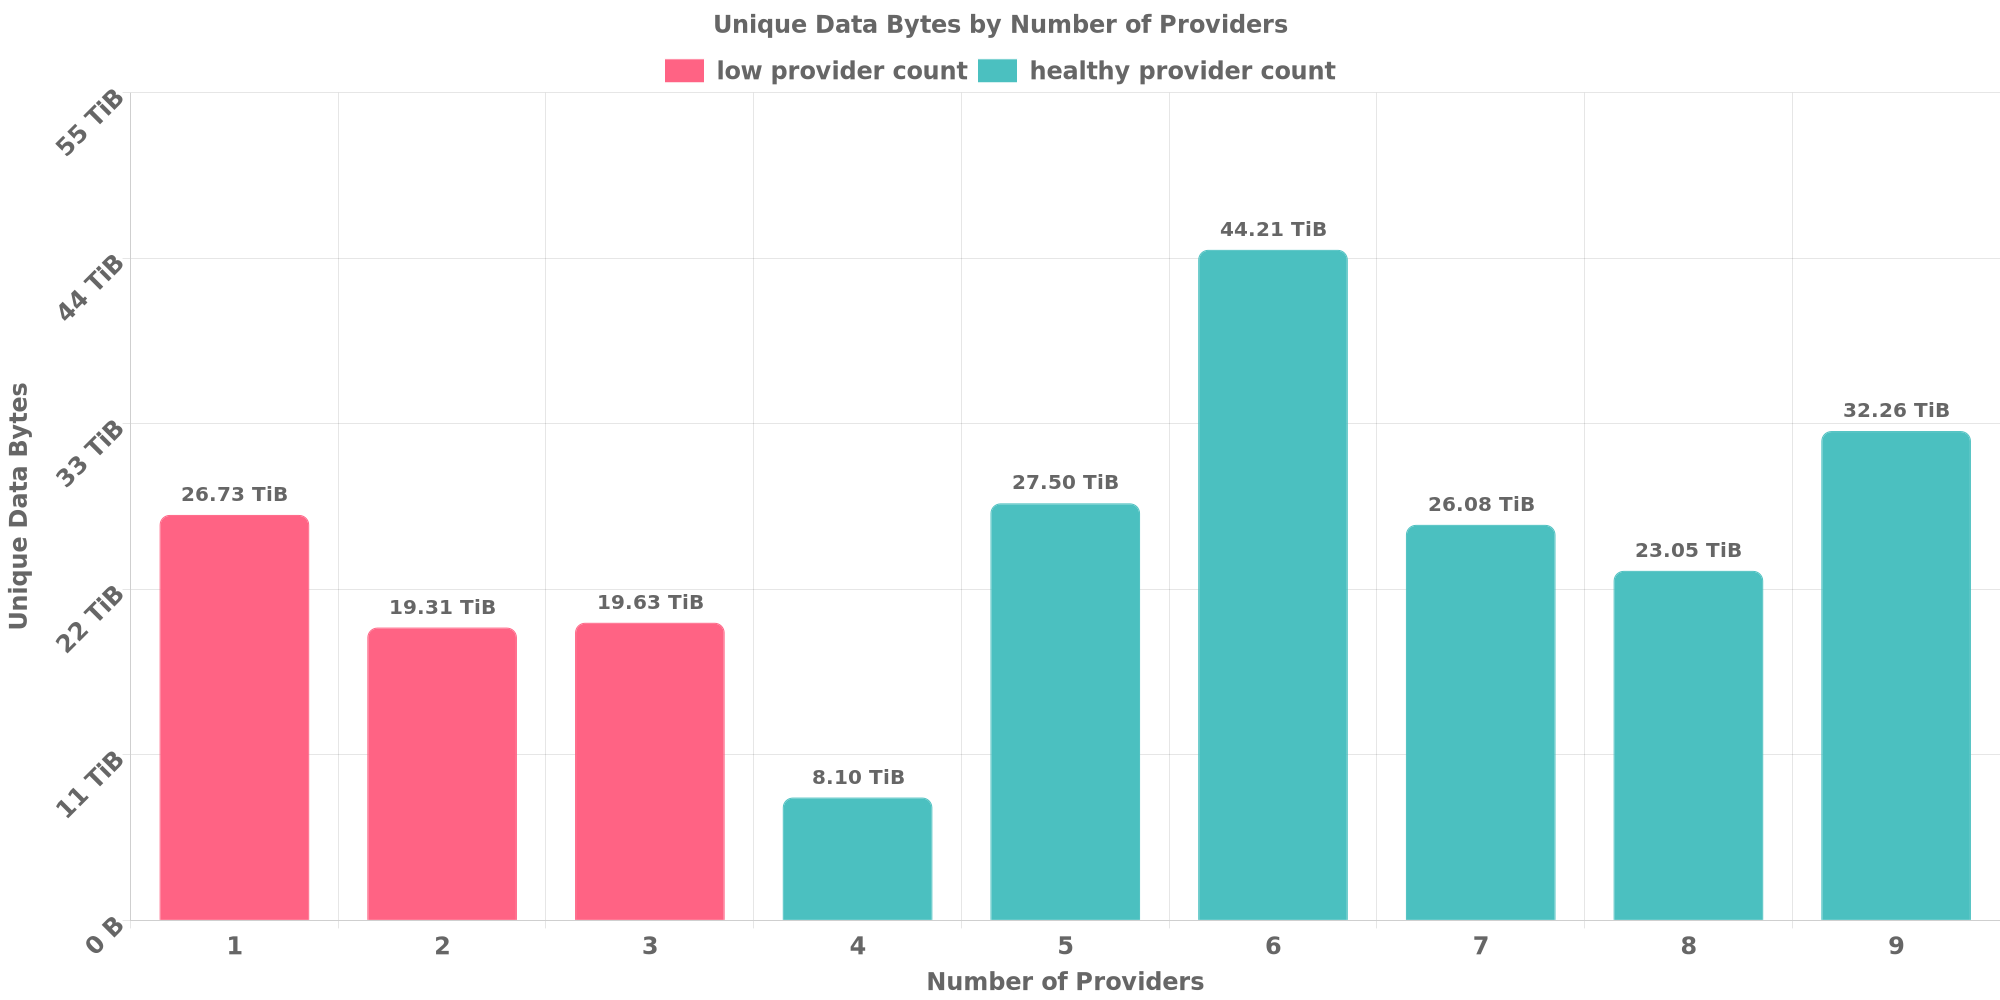 Unique Data Bytes by Number of Providers
low provider count healthy provider count
55 TiB
44 TiB
33 TiB
22 TiB
11 TiB
0 B
Unique Data Bytes
26.73 TiB
19.31 TiB
19.63 TiB
8.10 TiB
27.50 TiB
44.21 TiB
26.08 TiB
23.05 TiB
32.26 TiB
1 2 3 4 5 6 7 8 9
Number of Providers